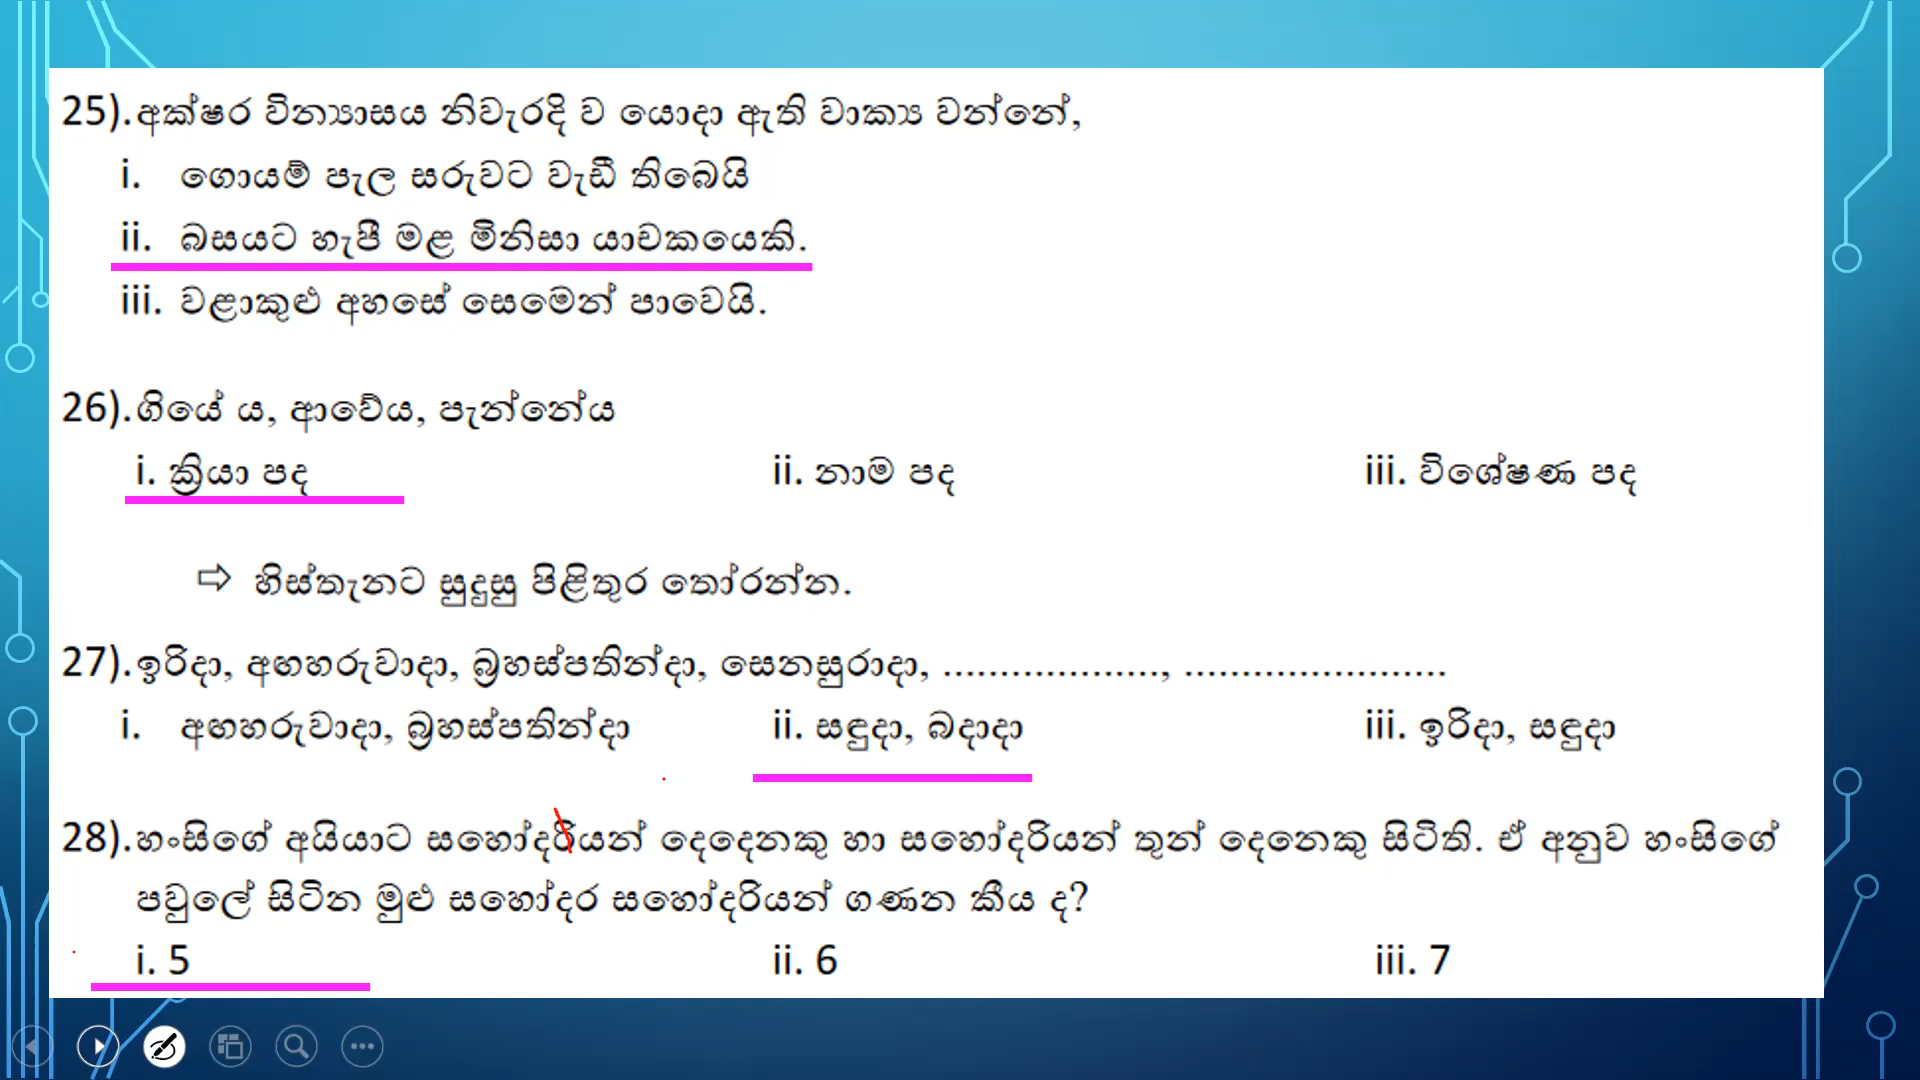 25).අක්ෂර වින්‍යාසය නිවැරදි ව යොදා ඇති වාක්‍ය වන්නේ,
i. ගොයම් පැල සරුවට වැඩී තිබෙයි
ii. බසයට හැපී මළ මිනිසා යාචකයෙකි.
iii. වළාකුළු අහසේ සෙමෙන් පාවෙයි.
26).ගියේ ය, ආවේය, පැන්නේය
i. ක්‍රියා පද ii. නාම පද iii. විශේෂණ පද
⇨ හිස්තැනට සුදුසු පිළිතුර තෝරන්න.
27).ඉරිදා, අඟහරුවාදා, බ්‍රහස්පතින්දා, සෙනසුරාදා, ..................., .......................
i. අඟහරුවාදා, බ්‍රහස්පතින්දා ii. සඳුදා, බදාදා iii. ඉරිදා, සඳුදා
28).හංසිගේ අයියාට සහෝදරියන් දෙදෙනකු හා සහෝදරියන් තුන් දෙනෙකු සිටිති. ඒ අනුව හංසිගේ
පවුලේ සිටින මුළු සහෝදර සහෝදරියන් ගණන කීය ද?
i. 5 ii. 6 iii. 7